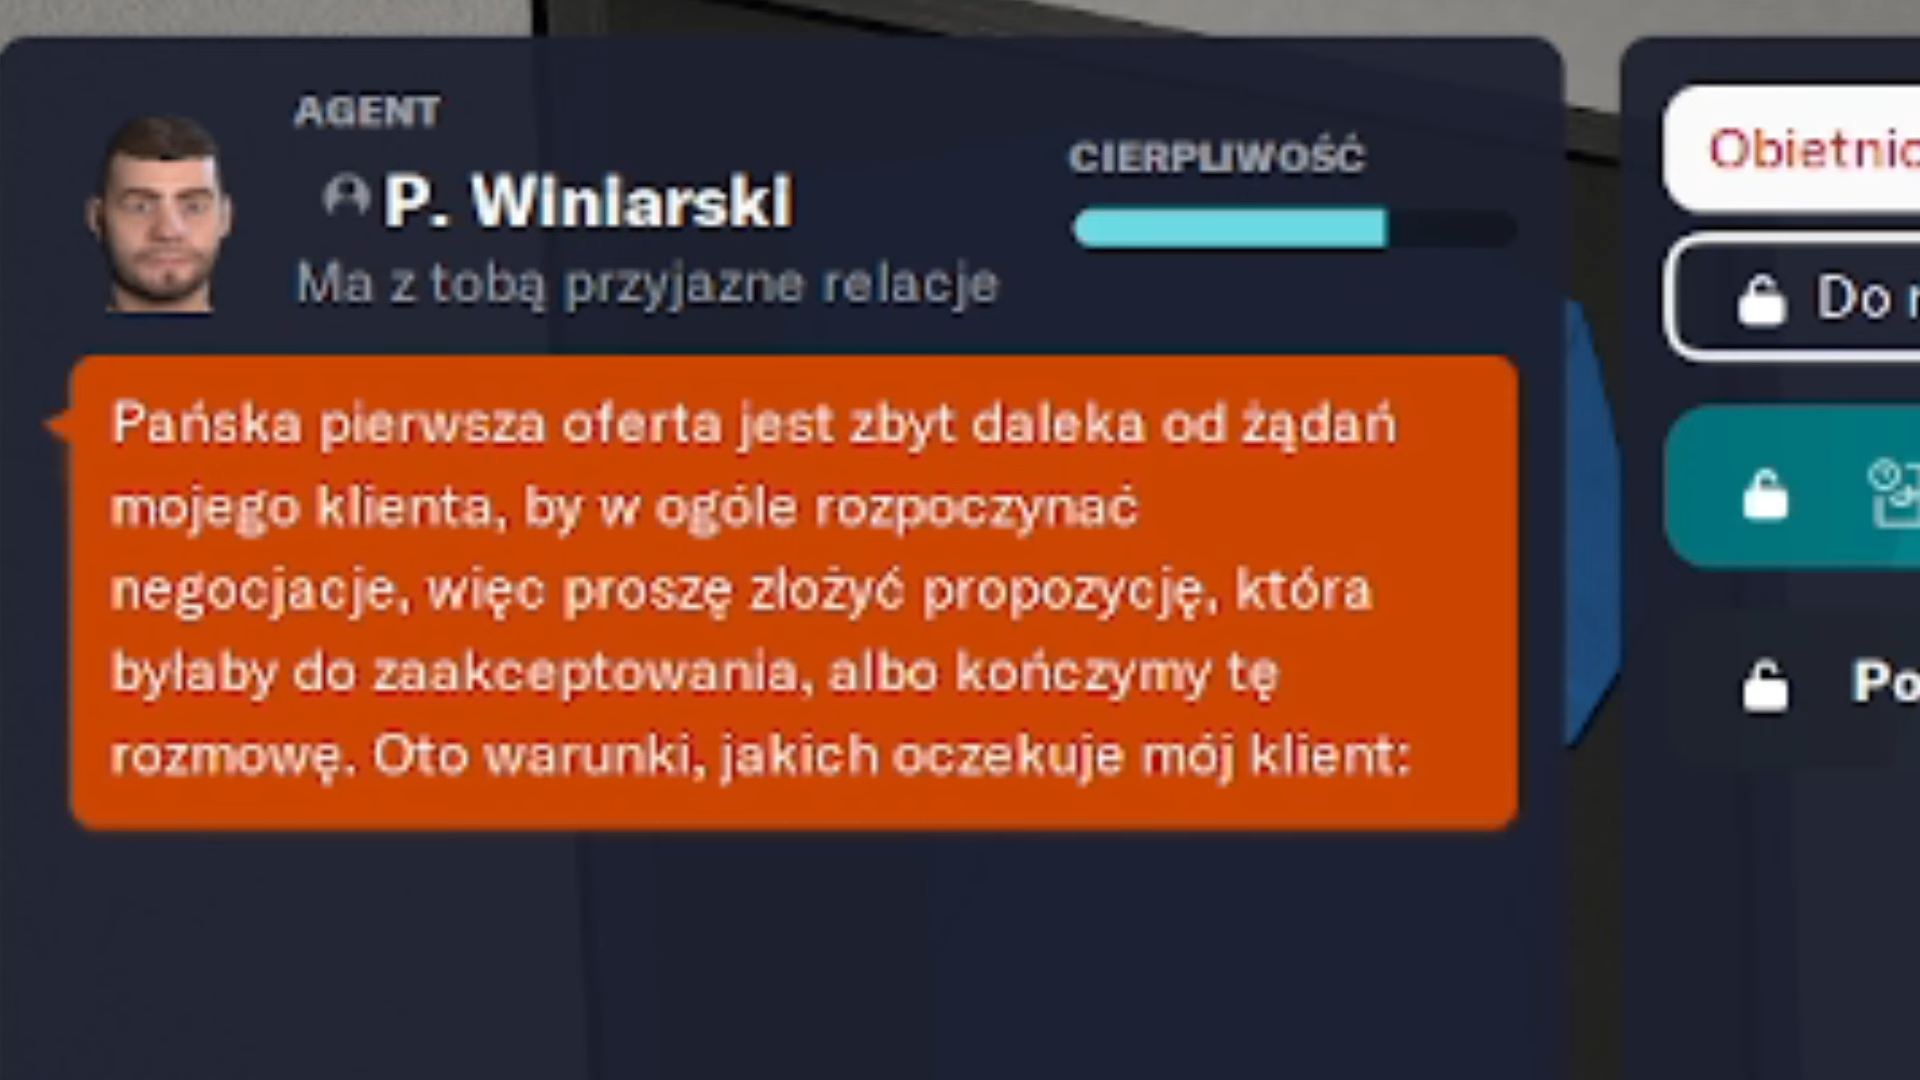 AGENT
P. Winiarski
Ma z tobą przyjazne relacje
CIERPLIWOŚĆ
Pańska pierwsza oferta jest zbyt daleka od żądań
mojego klienta, by w ogóle rozpoczynać
negocjacje, więc proszę złożyć propozycję, która
byłaby do zaakceptowania, albo kończymy tę
rozmowę. Oto warunki, jakich oczekuje mój klient:
Do